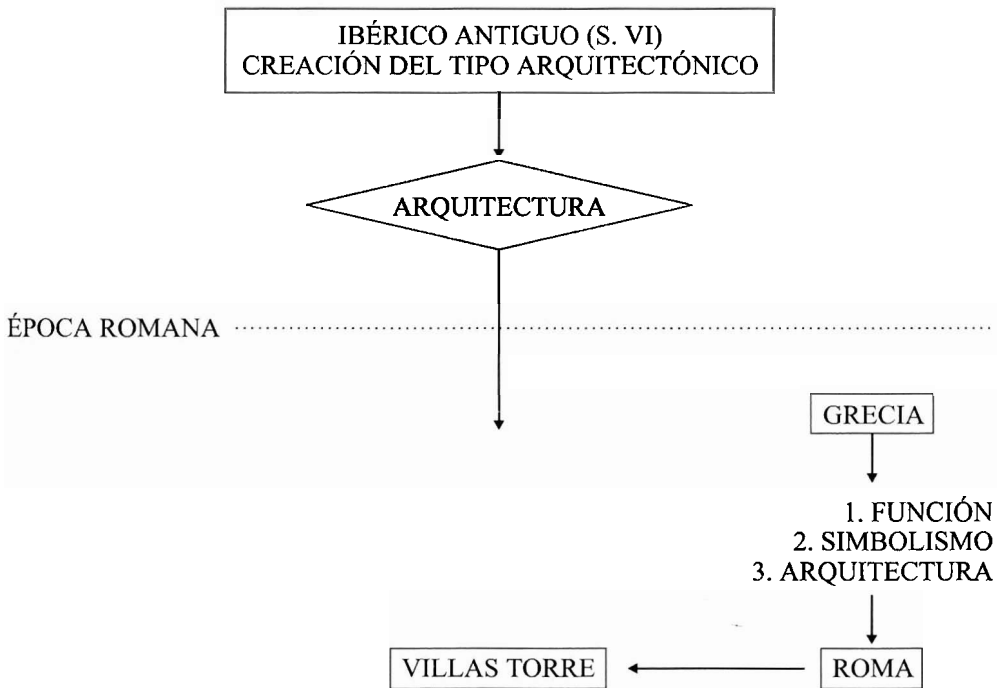 IBÉRICO ANTIGUO (S. VI)
CREACIÓN DEL TIPO ARQUITECTÓNICO
ARQUITECTURA
ÉPOCA ROMANA
GRECIA
1. FUNCIÓN
2. SIMBOLISMO
3. ARQUITECTURA
VILLAS TORRE
ROMA